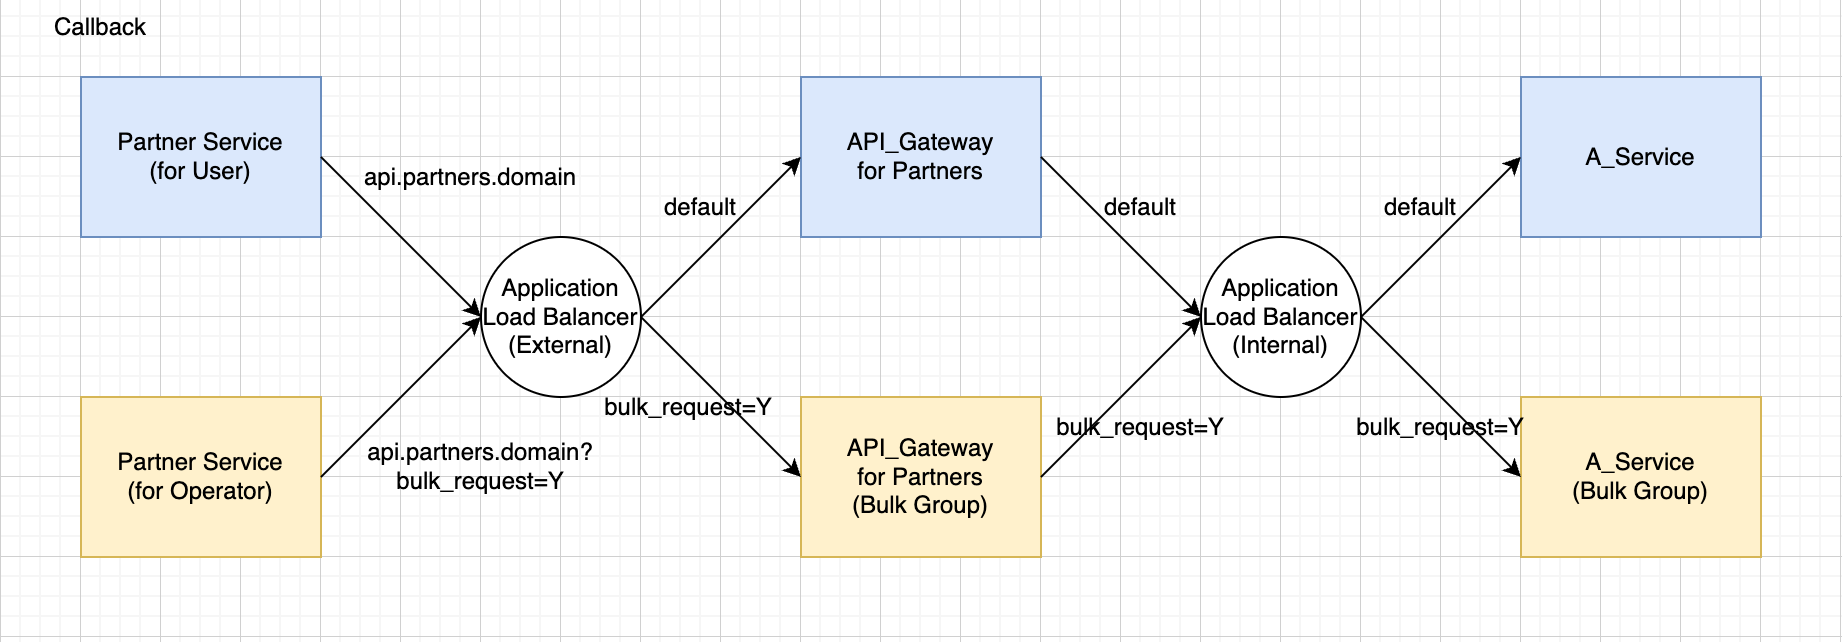 Callback
Partner Service
(for User)
api.partners.domain
default
API_Gateway
for Partners
default
default
A_Service
Application
Load Balancer
(External)
Application
Load Balancer
(Internal)
Partner Service
(for Operator)
api.partners.domain?
bulk_request=Y
bulk_request=Y
API_Gateway
for Partners
(Bulk Group)
bulk_request=Y
bulk_request=Y
A_Service
(Bulk Group)